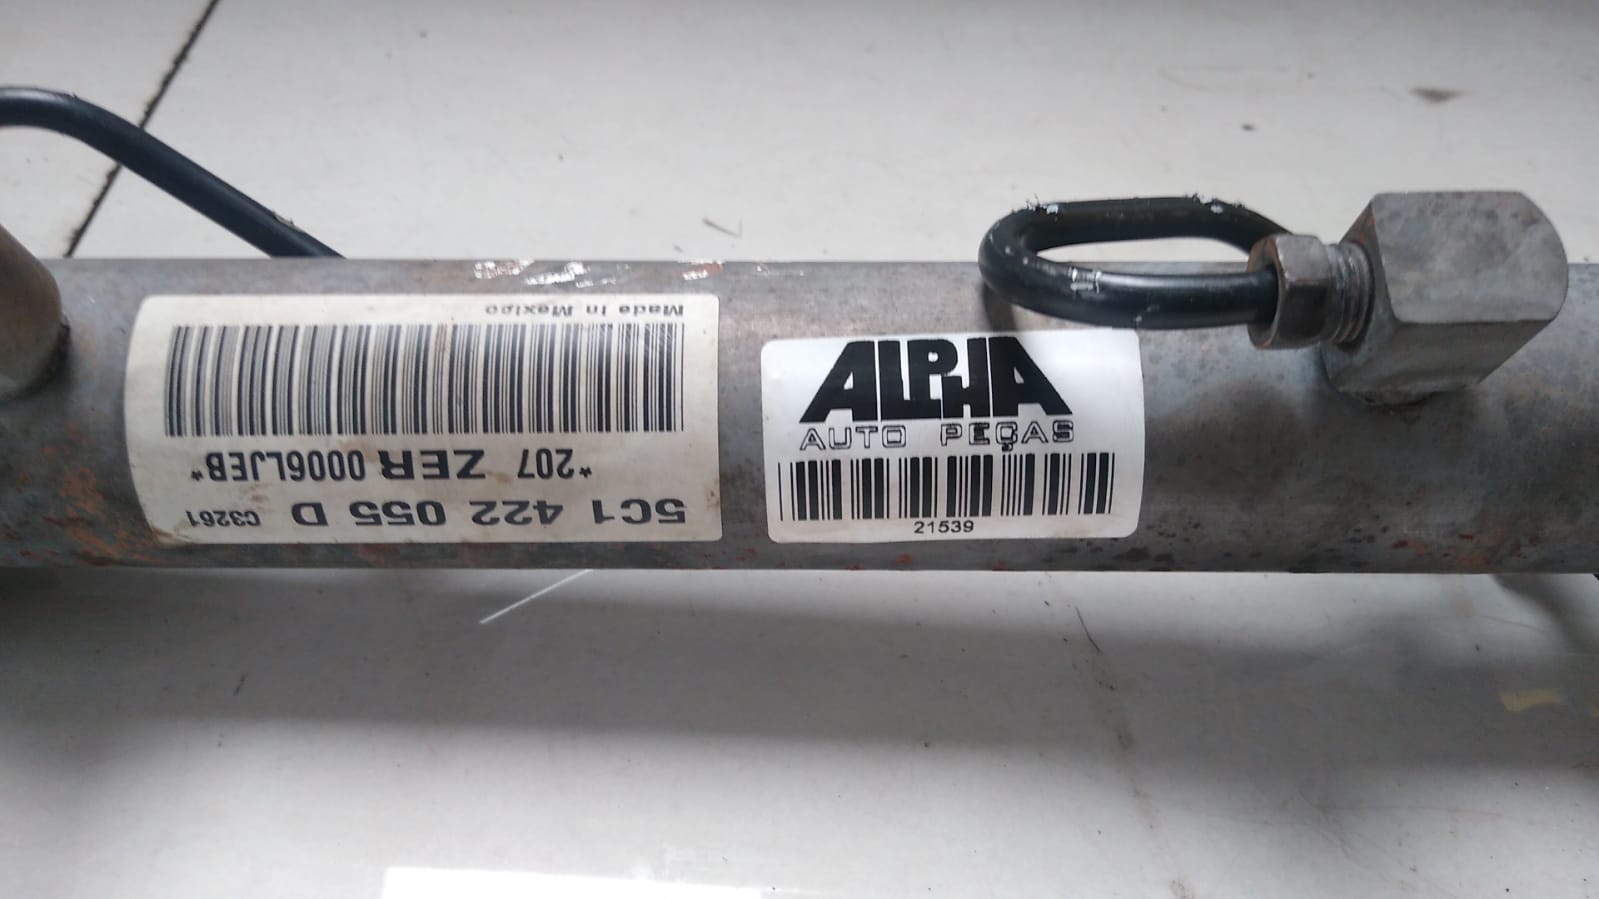 5C1 422 055 D C3261
*207 ZER 0006LJEB*
Made in Mexico
ALPHA
AUTO PEÇAS
21539